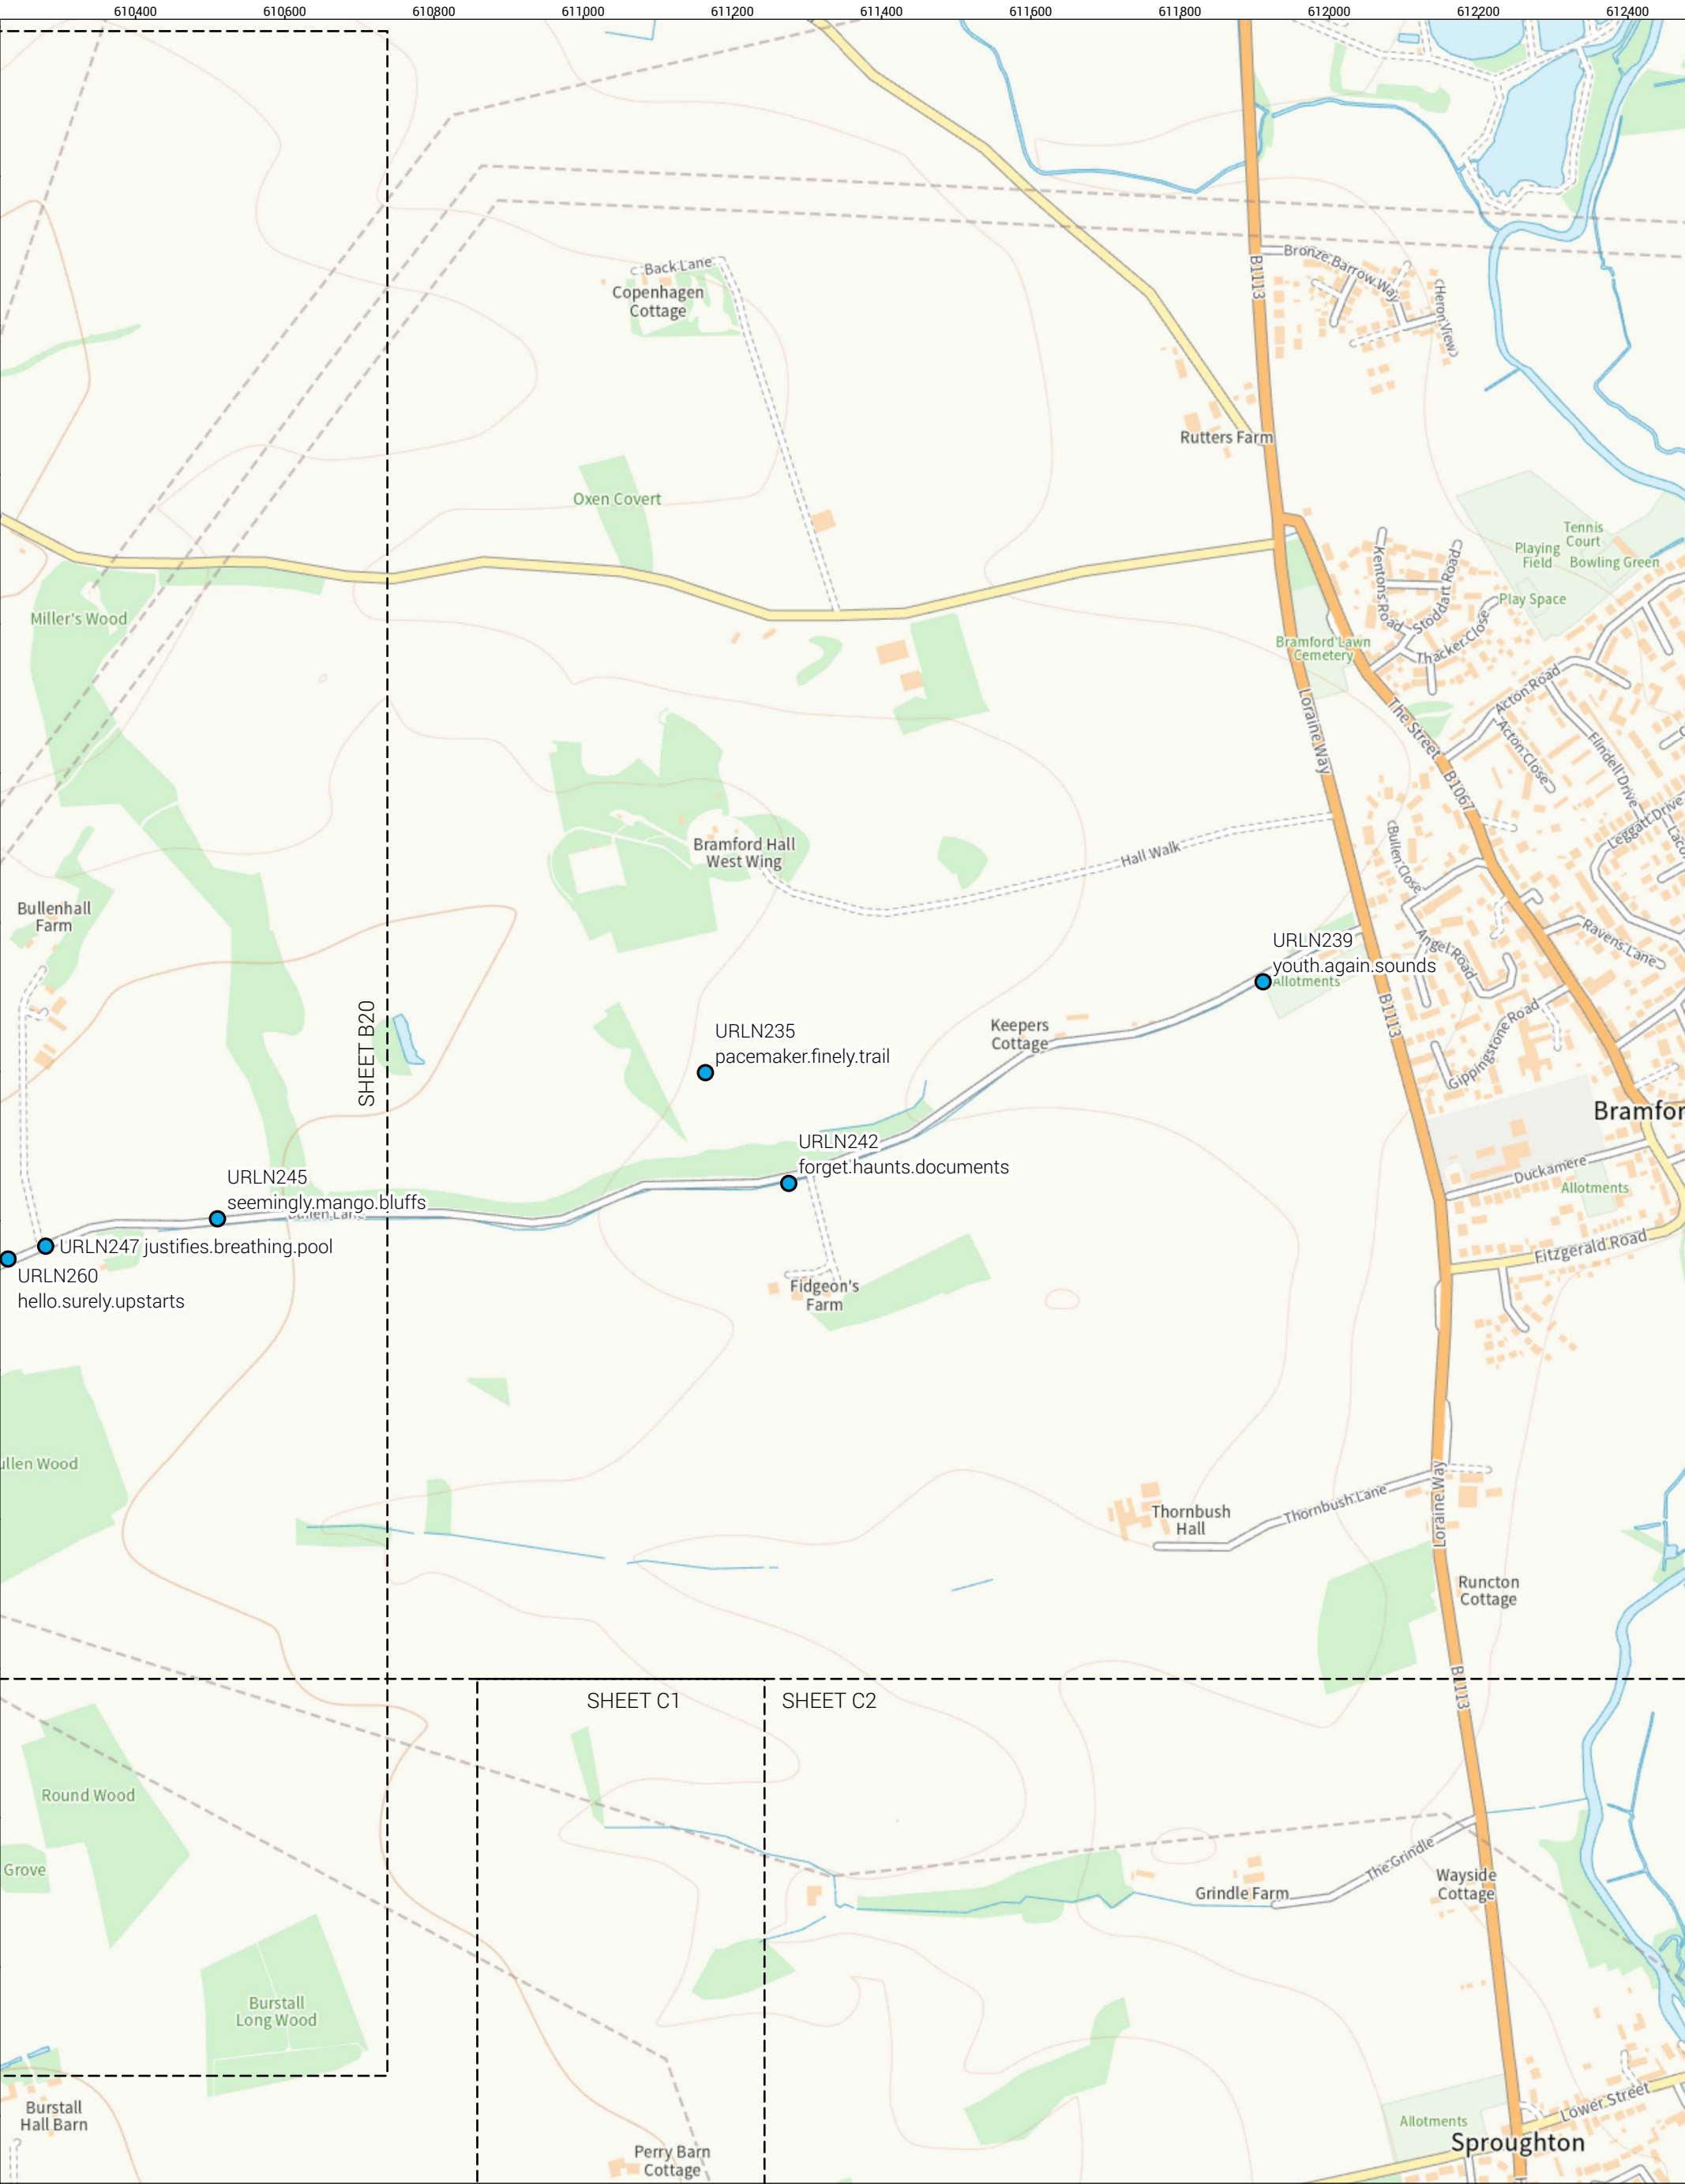 610400 610600 610800 611000 611200 611400 611600 611800 612000 612200 612400
Back Lane
Copenhagen
Cottage
B1113
Bronze Barrow Way
Heron View
Rutters Farm
Oxen Covert
Miller's Wood
Kentons Road
Stoddart Road
Thacker Close
Tennis
Court
Playing
Field
Bowling Green
Play Space
Bramford Lawn
Cemetery
Loraine Way
The Street
B1067
Acton Road
Acton Close
Flindell Drive
Leggatt Drive
Bramford Hall
West Wing
Hall Walk
Bullen Close
Bullenhall
Farm
Angel Road
Ravens Lane
URLN239
youth.again.sounds
Allotments
B1113
Gippingstone Road
SHEET B20
URLN235
pacemaker.finely.trail
Keepers
Cottage
Bramfor
URLN242
forget.haunts.documents
Duckamere
Allotments
URLN245
seemingly.mango.bluffs
Bullen Lane
URLN247 justifies.breathing.pool
URLN260
hello.surely.upstarts
Fitzgerald Road
Fidgeon's
Farm
ullen Wood
Thornbush
Hall
Thornbush Lane
Loraine Way
Runcton
Cottage
SHEET C1
SHEET C2
B1113
Round Wood
Grove
The Grindle
Grindle Farm
Wayside
Cottage
Burstall
Long Wood
Burstall
Hall Barn
Perry Barn
Cottage
Allotments
Lower Street
Sproughton